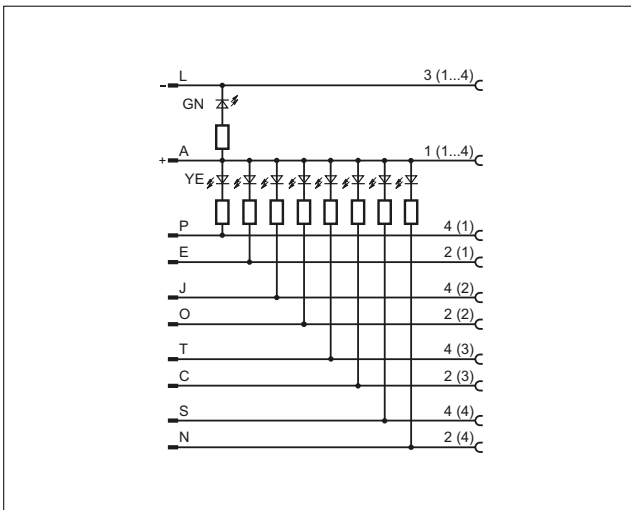 - L 3 (1...4)
GN
+ A 1 (1...4)
YE
P 4 (1)
E 2 (1)
J 4 (2)
O 2 (2)
T 4 (3)
C 2 (3)
S 4 (4)
N 2 (4)